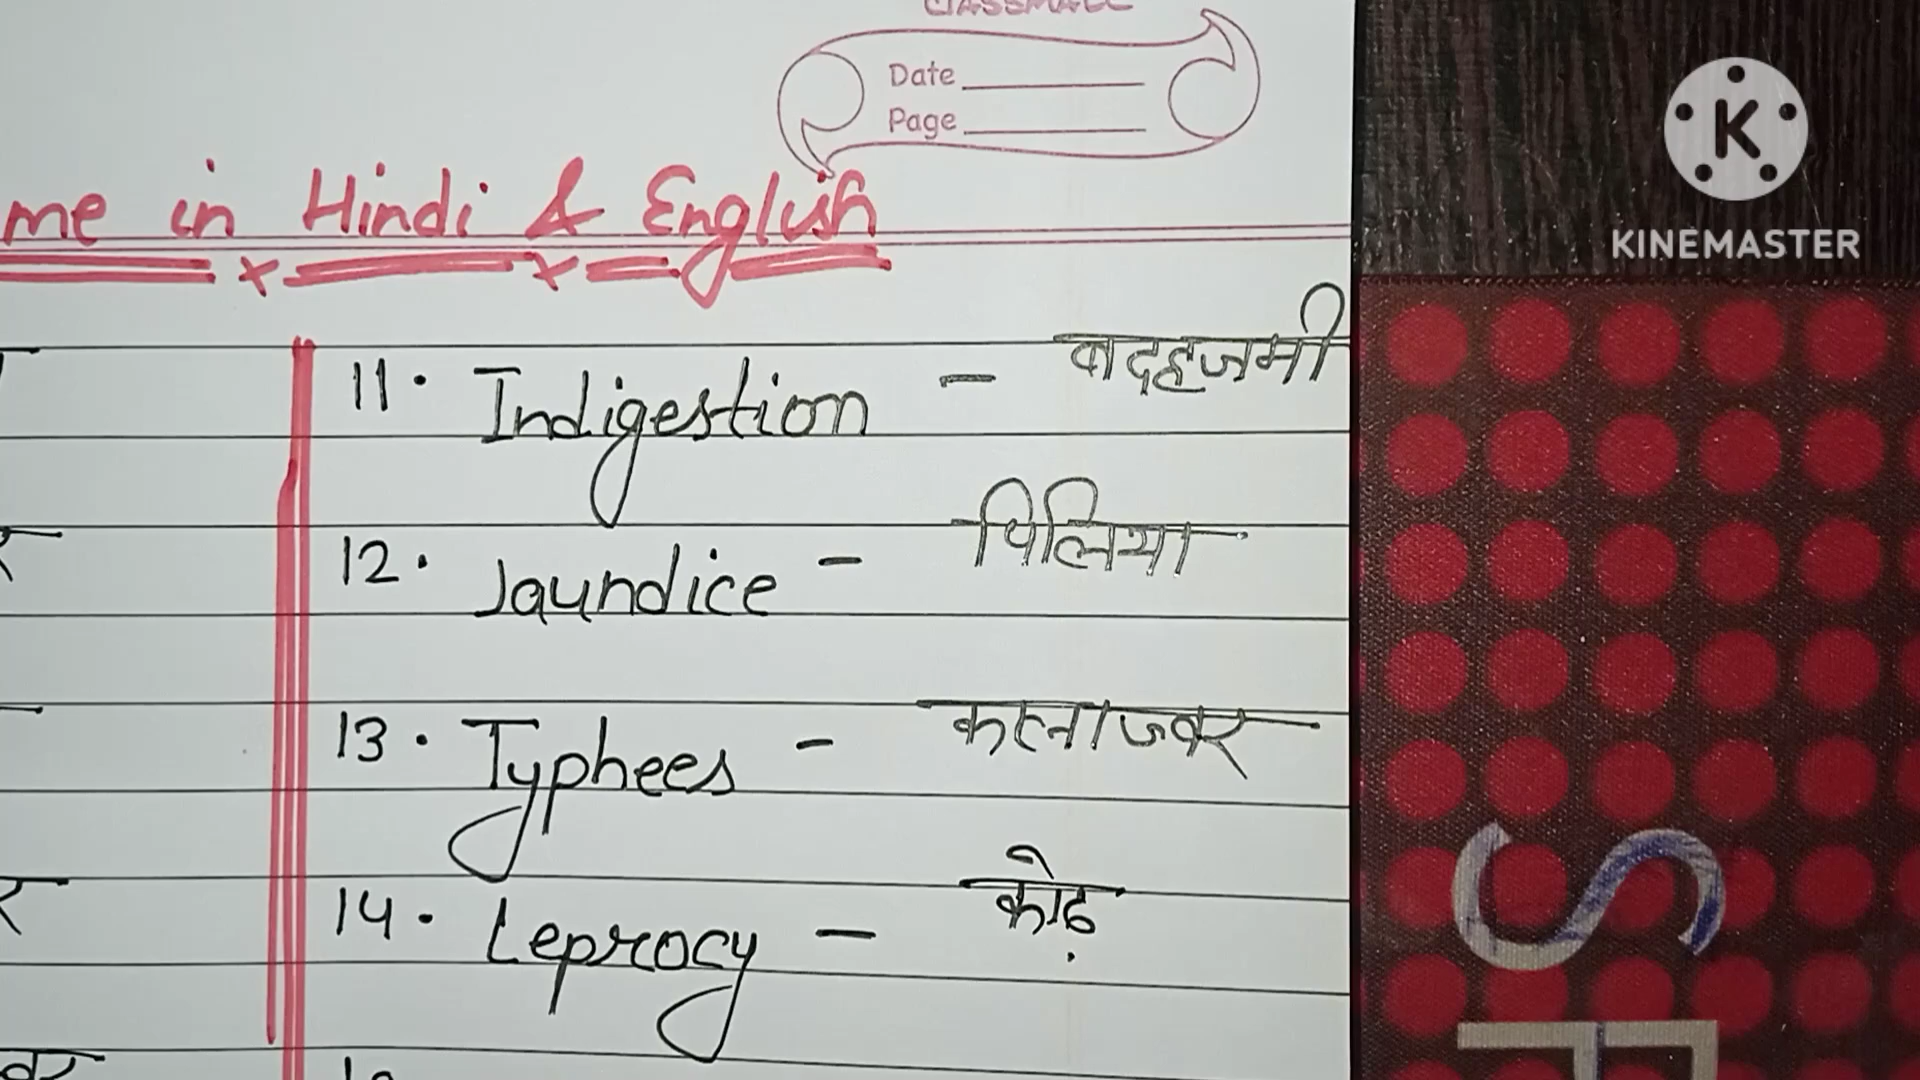 Date
Page
KINEMASTER
me in Hindi & English
11. Indigestion - बदहजमी
12. Jaundice - पिलिया
13. Typhees - कालाज्वर
14. Leprocy - कोढ़